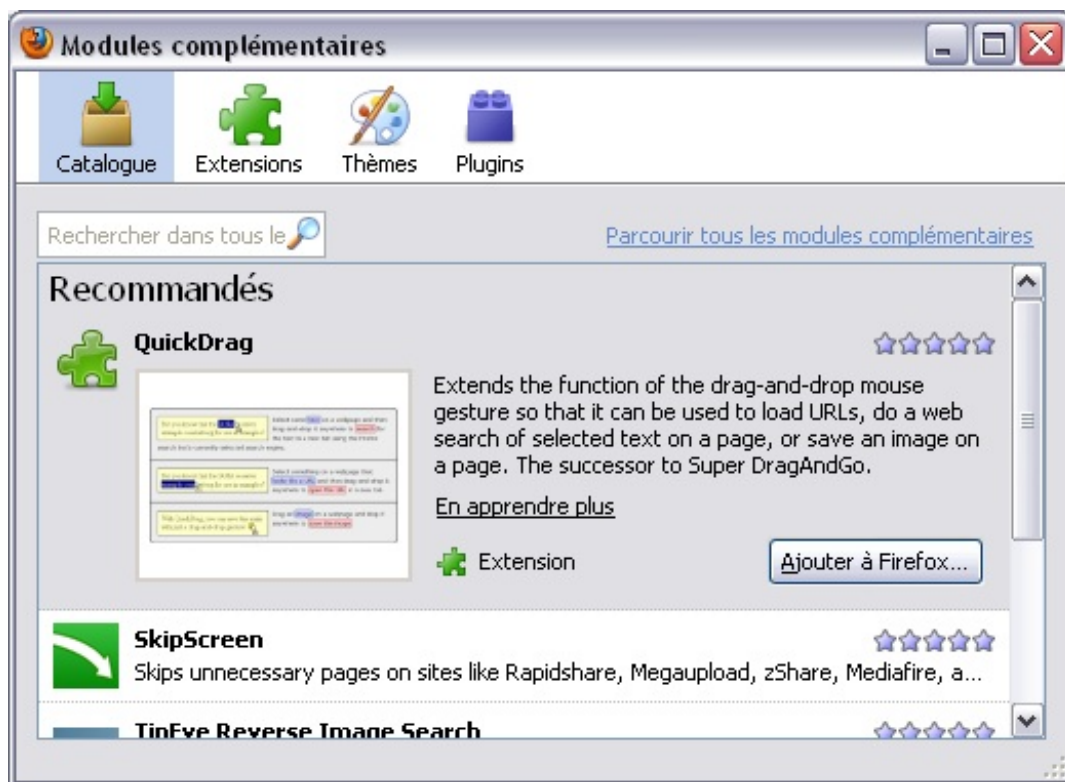 Modules complémentaires
Catalogue
Extensions
Thèmes
Plugins
Rechercher dans tous le
Parcourir tous les modules complémentaires
Recommandés
QuickDrag
Extends the function of the drag-and-drop mouse
gesture so that it can be used to load URLs, do a web
search of selected text on a page, or save an image on
a page. The successor to Super DragAndGo.
En apprendre plus
Extension
Ajouter à Firefox...
SkipScreen
Skips unnecessary pages on sites like Rapidshare, Megaupload, zShare, Mediafire, a...
TinEye Reverse Image Search